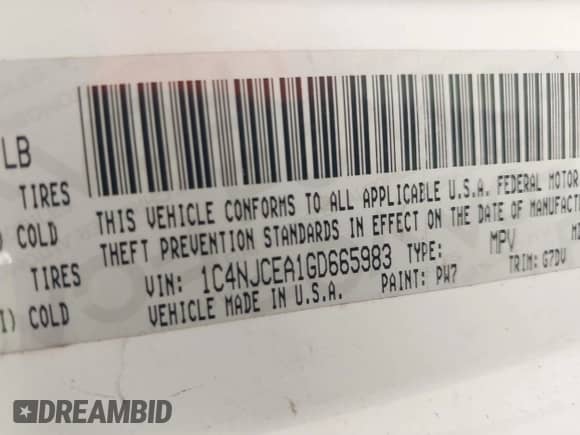 LB
TIRES
COLD
THIS VEHICLE CONFORMS TO ALL APPLICABLE U.S.A. FEDERAL MOTOR
THEFT PREVENTION STANDARDS IN EFFECT ON THE DATE OF MANUFACT
TIRES
VIN: 1C4NJCEA1GD665983 TYPE: MPV
I) COLD
VEHICLE MADE IN U.S.A. PAINT: PW7 TRIM: G7DV
DREAMBID